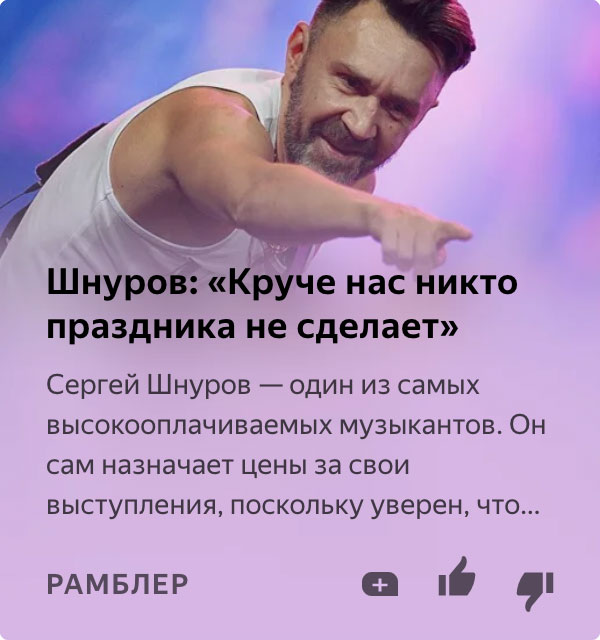 Шнуров: «Круче нас никто
праздника не сделает»
Сергей Шнуров — один из самых
высокооплачиваемых музыкантов. Он
сам назначает цены за свои
выступления, поскольку уверен, что...
РАМБЛЕР